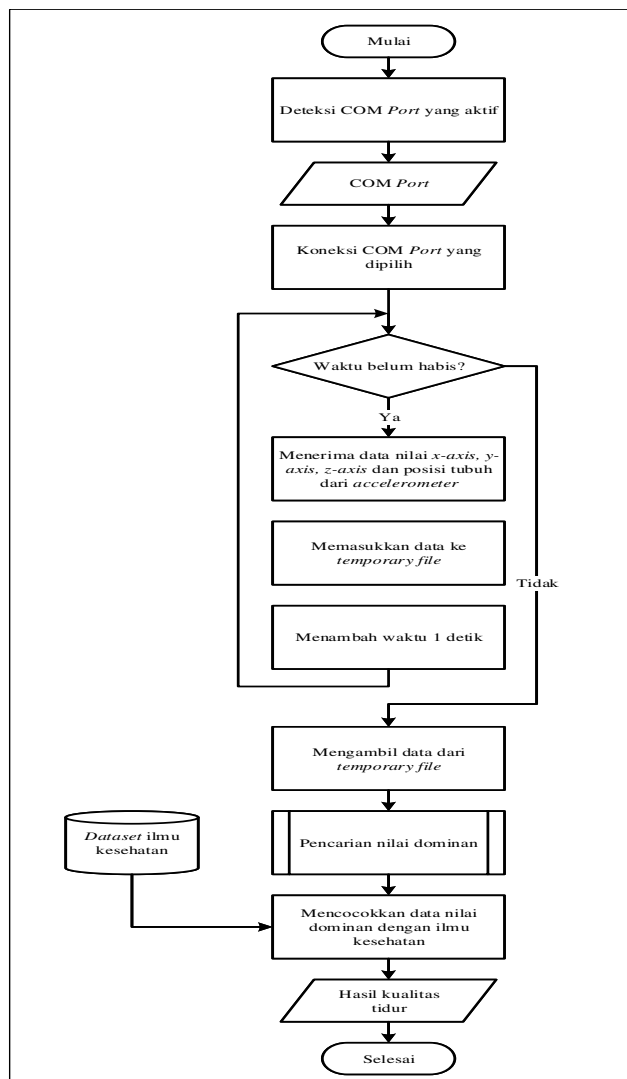 Mulai
Deteksi COM Port yang aktif
COM Port
Koneksi COM Port yang
dipilih
Waktu belum habis?
Ya
Menerima data nilai x-axis, y-
axis, z-axis dan posisi tubuh
dari accelerometer
Memasukkan data ke
temporary file
Tidak
Menambah waktu 1 detik
Mengambil data dari
temporary file
Dataset ilmu
kesehatan
Pencarian nilai dominan
Mencocokkan data nilai
dominan dengan ilmu
kesehatan
Hasil kualitas
tidur
Selesai